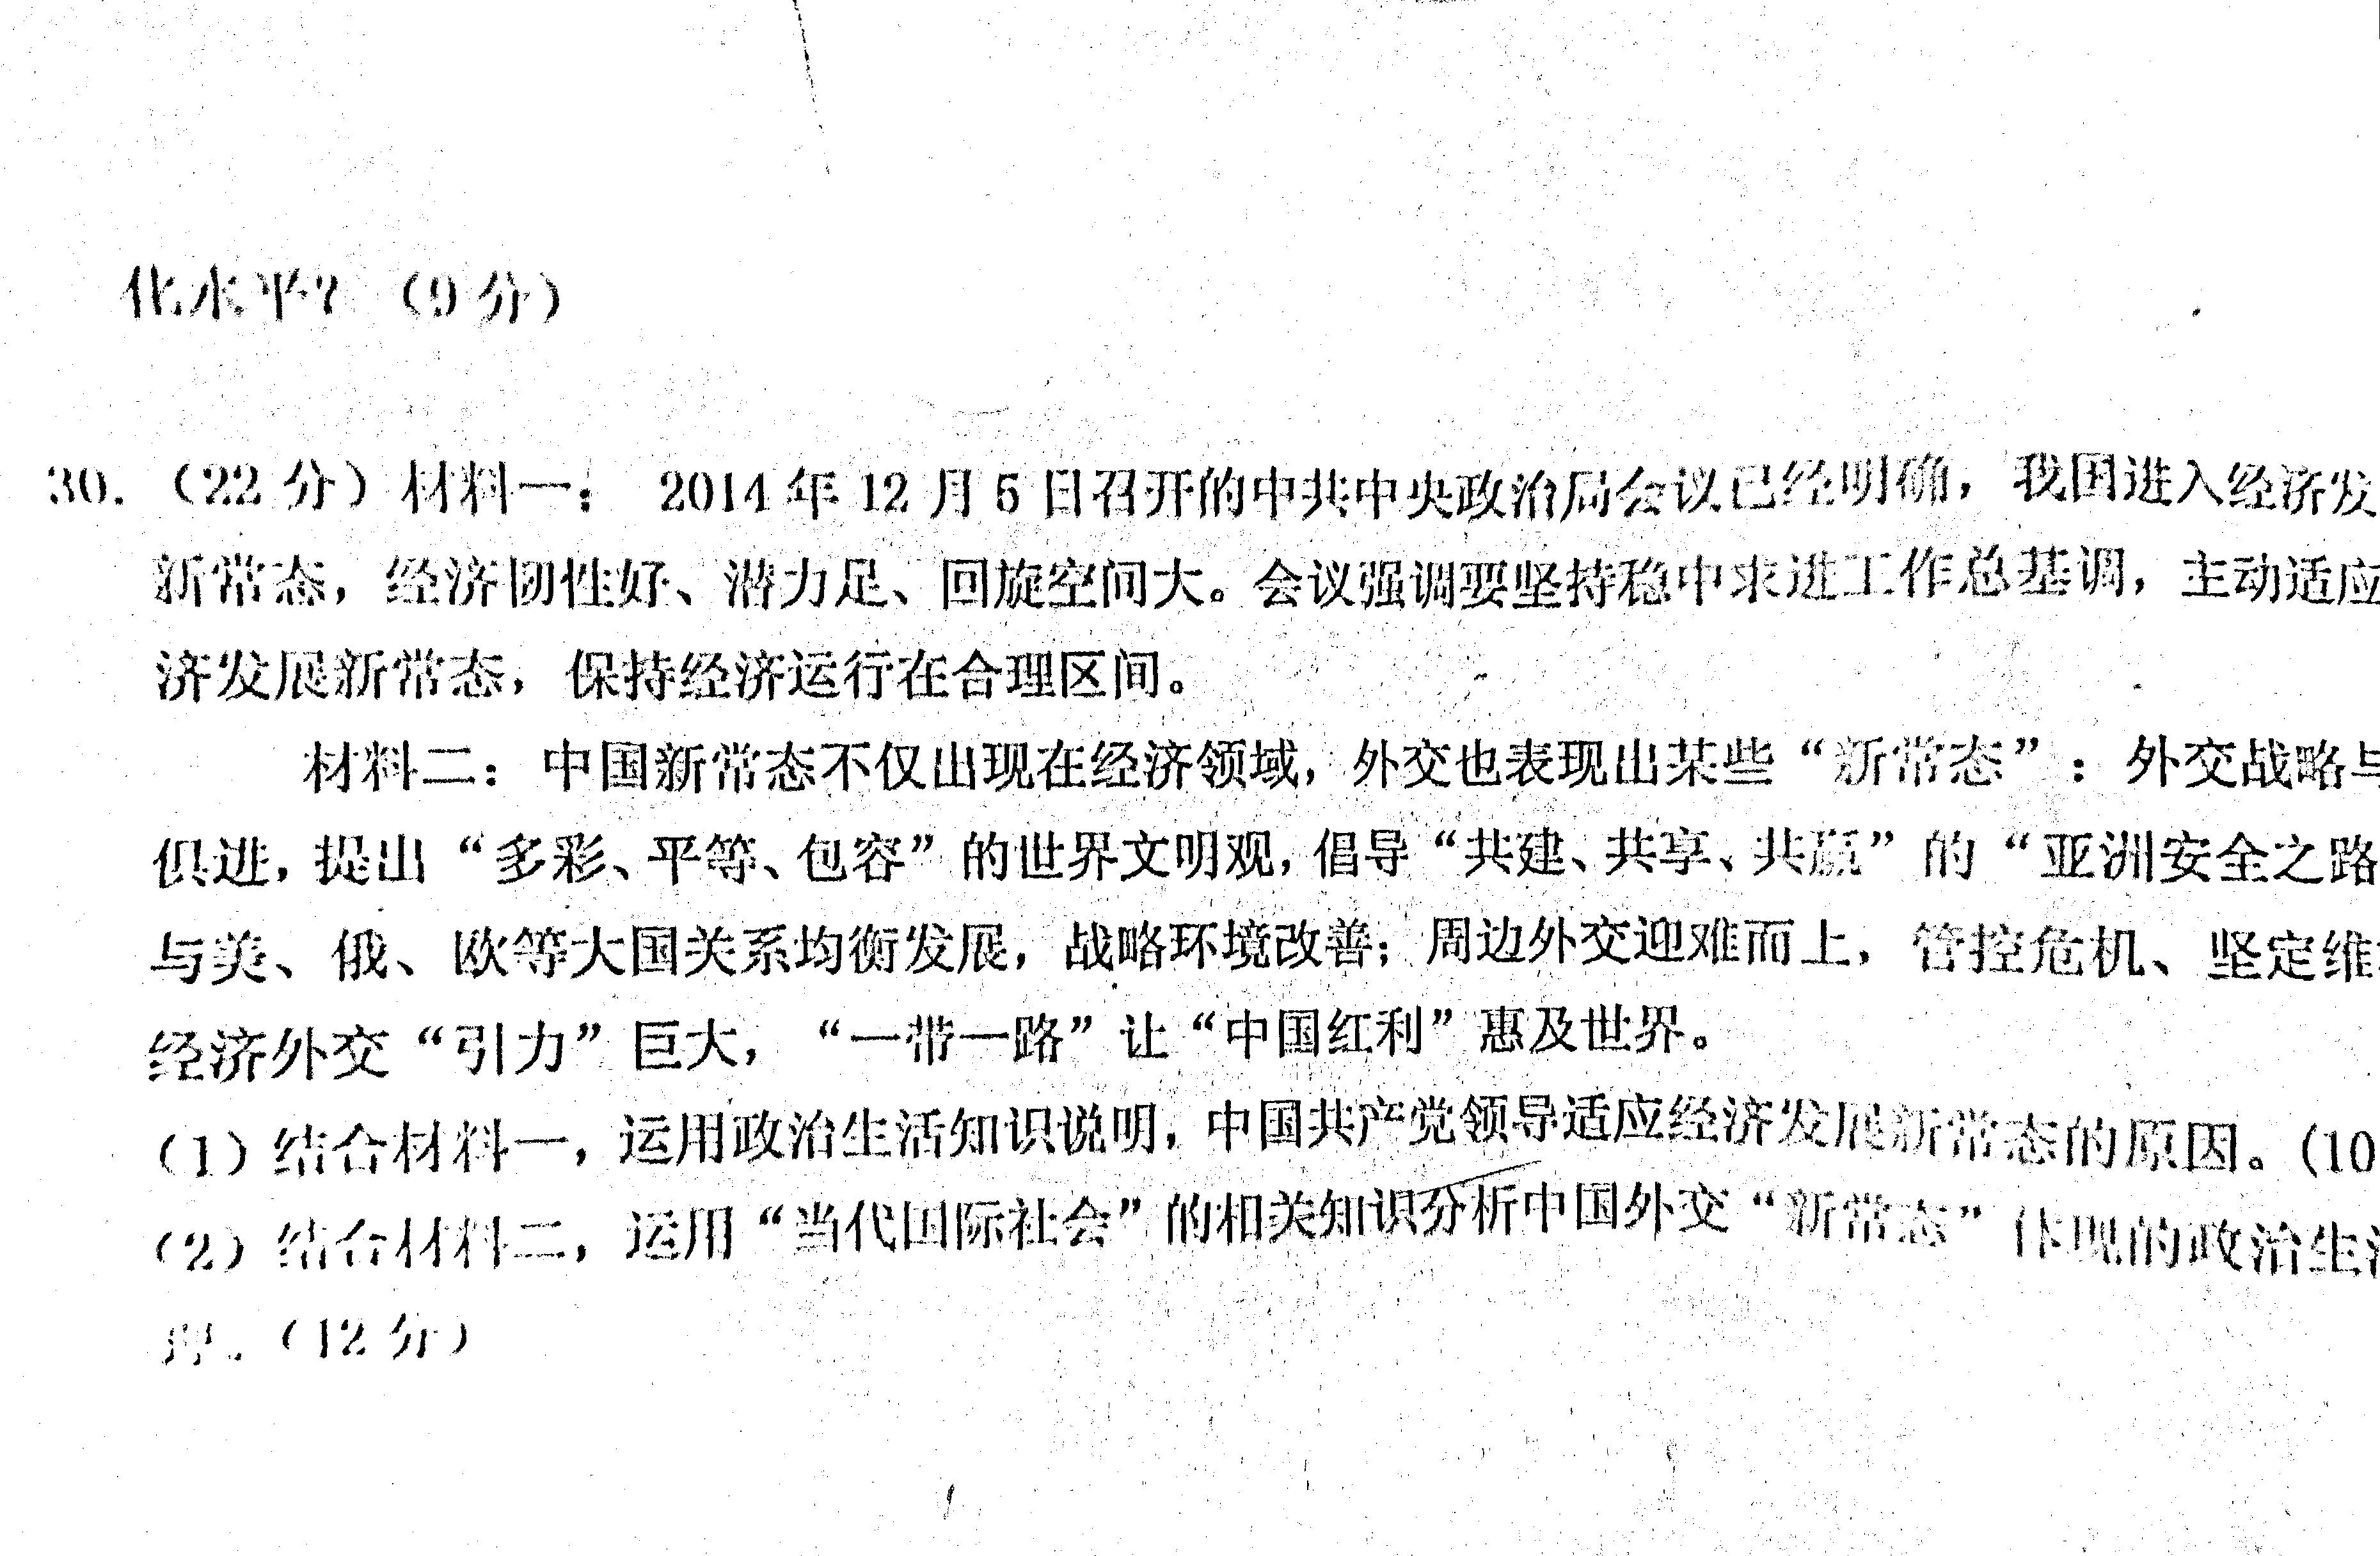 化水平？（9分）
30.（22分）材料一： 2014年12月5日召开的中共中央政治局会议已经明确，我国进入经济发
新常态，经济韧性好、潜力足、回旋空间大。会议强调要坚持稳中求进工作总基调，主动适应
济发展新常态，保持经济运行在合理区间。
材料二：中国新常态不仅出现在经济领域，外交也表现出某些“新常态”：外交战略与
俱进，提出“多彩、平等、包容”的世界文明观，倡导“共建、共享、共赢”的“亚洲安全之路
与美、俄、欧等大国关系均衡发展，战略环境改善；周边外交迎难而上，管控危机、坚定维
经济外交“引力”巨大，“一带一路”让“中国红利”惠及世界。
（1）结合材料一，运用政治生活知识说明，中国共产党领导适应经济发展新常态的原因。(10
（2）结合材料二，运用“当代国际社会”的相关知识分析中国外交“新常态”体现的政治生
理。（12分）